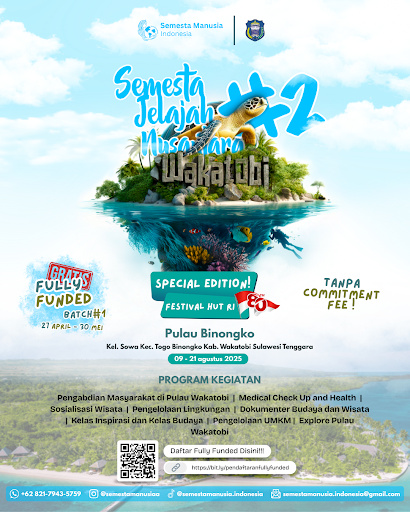 Semesta Manusia
Indonesia
Semesta
Jelajah
Nusantara
#2
Wakatobi
GRATIS
FULLY
FUNDED
BATCH#1
27 APRIL - 30 MEI
SPECIAL EDITION!
FESTIVAL HUT RI
80
TANPA
COMMITMENT
FEE !
Pulau Binongko
Kel. Sowa Kec. Togo Binongko Kab. Wakatobi Sulawesi Tenggara
09 - 21 agustus 2025
PROGRAM KEGIATAN
Pengabdian Masyarakat di Pulau Wakatobi | Medical Check Up and Health |
Sosialisasi Wisata | Pengelolaan Lingkungan | Dokumenter Budaya dan Wisata
| Kelas Inspirasi dan Kelas Budaya | Pengelolaan UMKM | Explore Pulau
Wakatobi
Daftar Fully Funded Disini!!!
https://bit.ly/pendaftaranfullyfunded
+62 821-7943-5759
@semestamanusiaa
@semestamanusia.indonesia
semestamanusia.indonesia@gmail.com